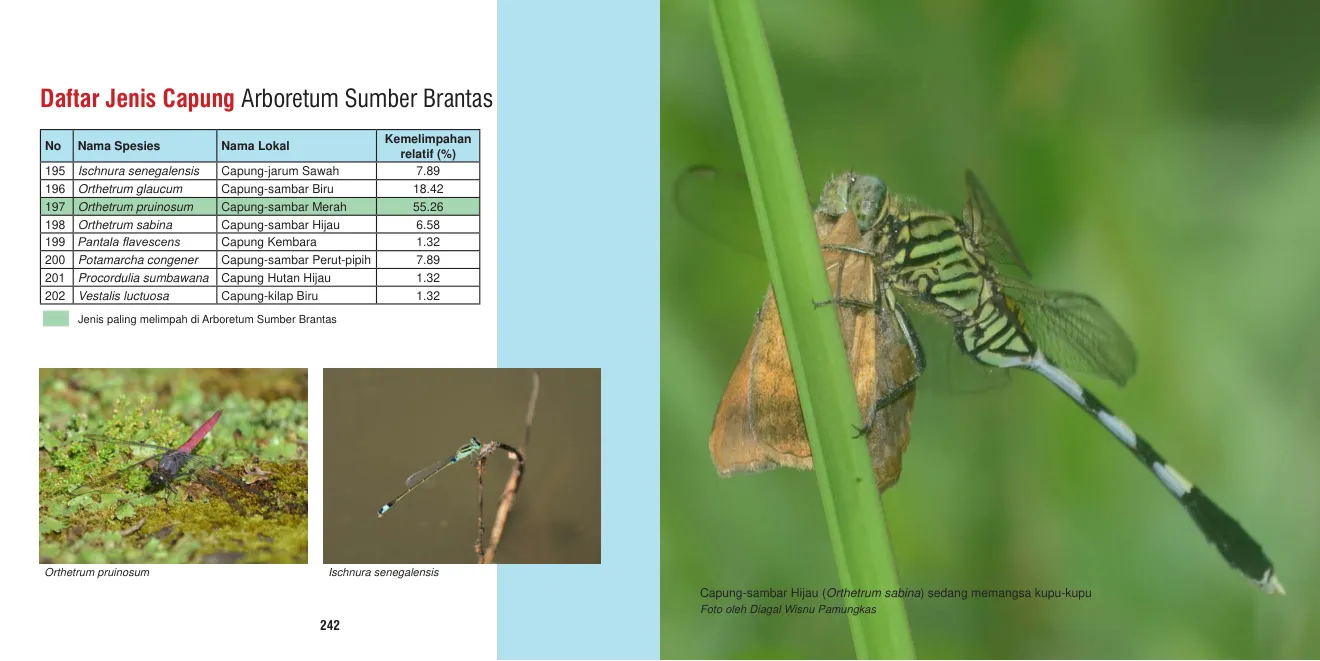 Daftar Jenis Capung Arboretum Sumber Brantas
No Nama Spesies Nama Lokal Kemelimpahan relatif (%)
195 Ischnura senegalensis Capung-jarum Sawah 7.89
196 Orthetrum glaucum Capung-sambar Biru 18.42
197 Orthetrum pruinosum Capung-sambar Merah 55.26
198 Orthetrum sabina Capung-sambar Hijau 6.58
199 Pantala flavescens Capung Kembara 1.32
200 Potamarcha congener Capung-sambar Perut-pipih 7.89
201 Procordulia sumbawana Capung Hutan Hijau 1.32
202 Vestalis luctuosa Capung-kilap Biru 1.32
Jenis paling melimpah di Arboretum Sumber Brantas
Orthetrum pruinosum
Ischnura senegalensis
242
Capung-sambar Hijau (Orthetrum sabina) sedang memangsa kupu-kupu
Foto oleh Diagal Wisnu Pamungkas